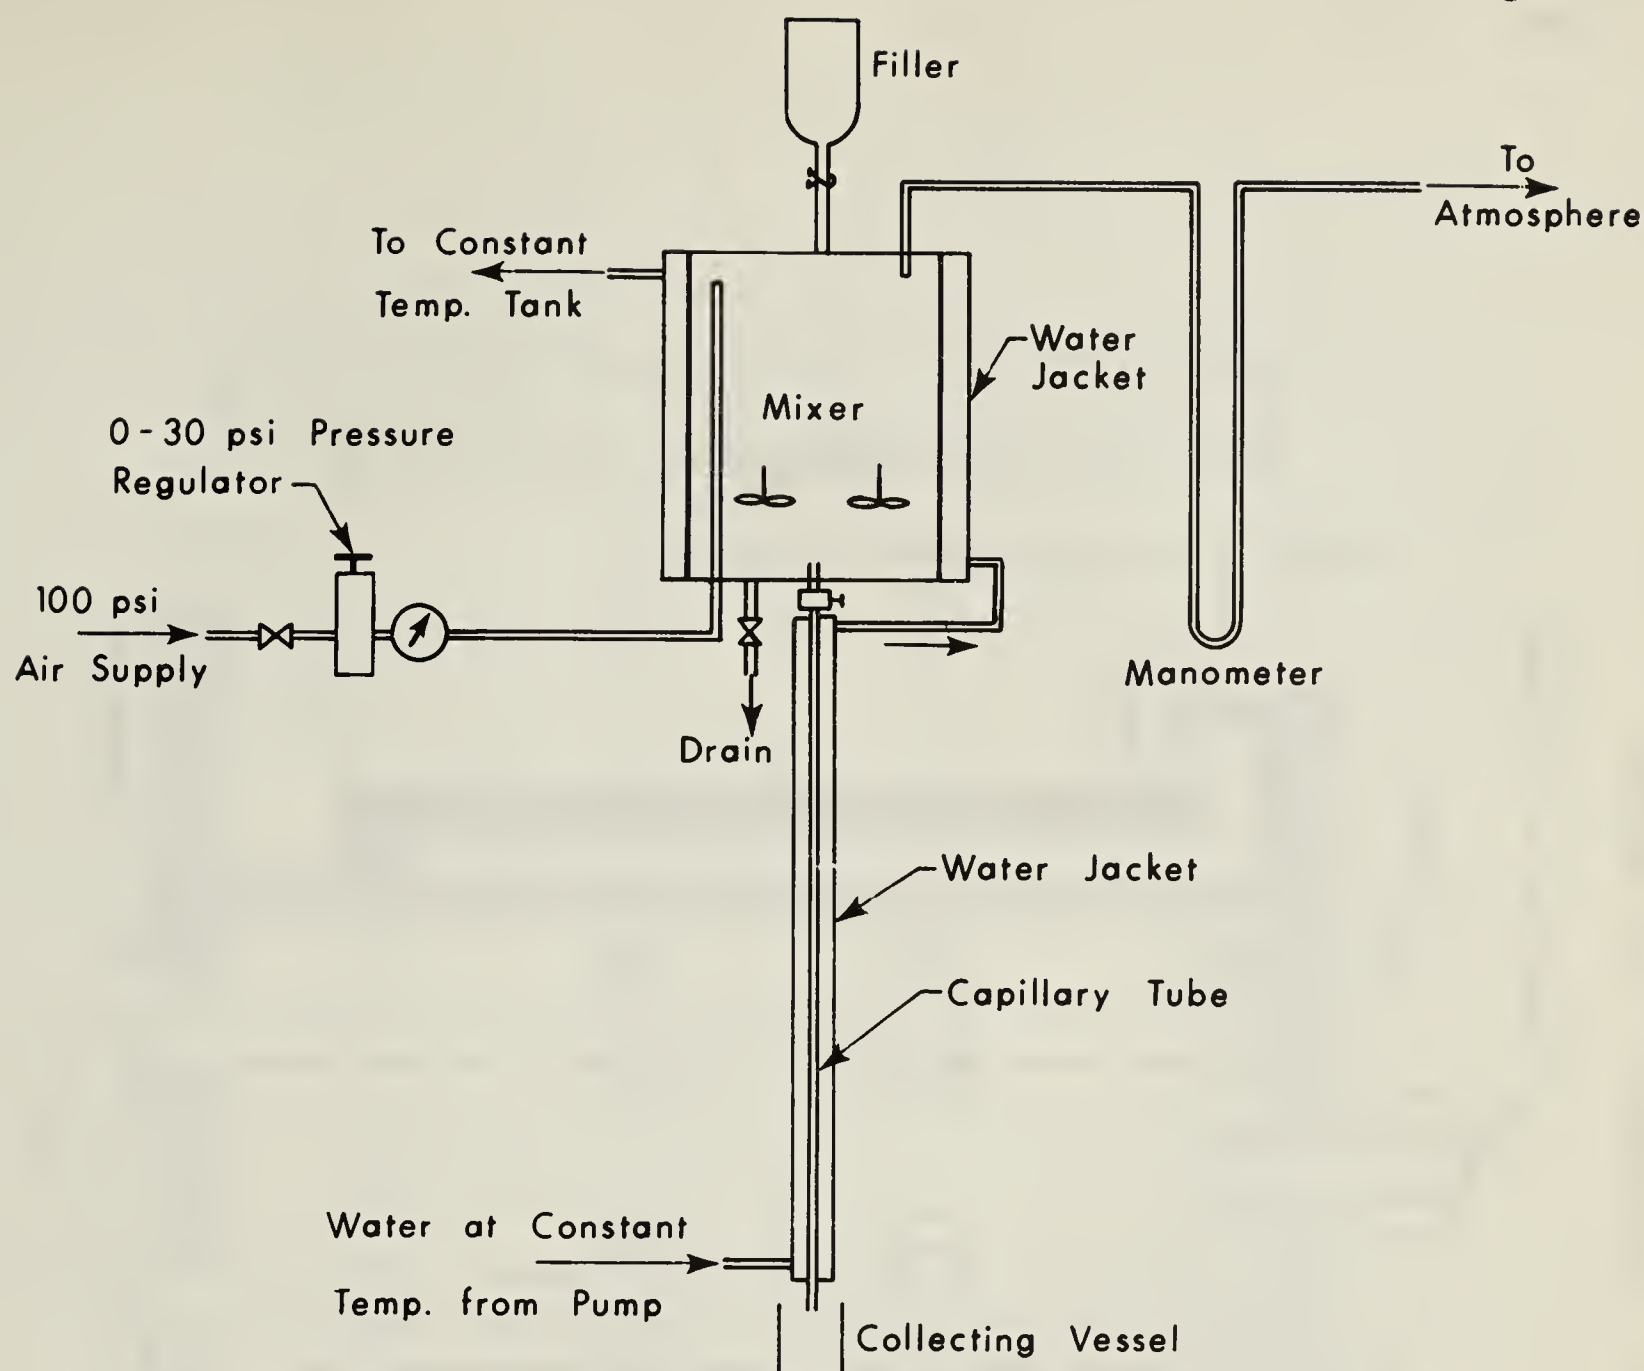 Filler
To
Atmosphere
To Constant
Temp. Tank
Water
Jacket
Mixer
0-30 psi Pressure
Regulator
100 psi
Air Supply
Manometer
Drain
Water Jacket
Capillary Tube
Water at Constant
Temp. from Pump
Collecting Vessel